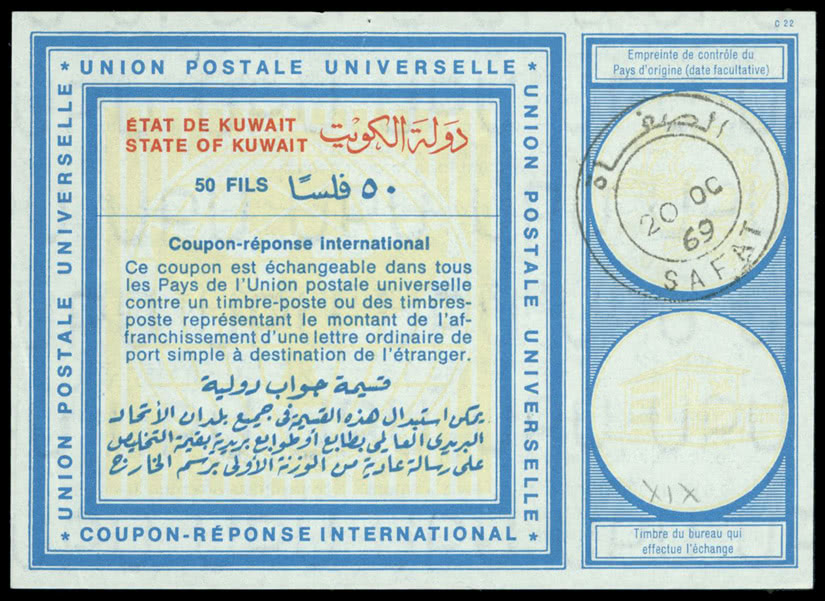 C 22
* UNION POSTALE UNIVERSELLE *
UNION POSTALE UNIVERSELLE
UNION POSTALE UNIVERSELLE
ÉTAT DE KUWAIT
STATE OF KUWAIT
دولة الكويت
50 FILS ٥٠ فلسًا
Coupon-réponse international
Ce coupon est échangeable dans tous
les Pays de l'Union postale universelle
contre un timbre-poste ou des timbres-
poste représentant le montant de l'af-
franchissement d'une lettre ordinaire de
port simple à destination de l'étranger.
قسيمة جواب دولية
يمكن استبدال هذه القسيمة في جميع بلدان الأتحاد
البريدي العالمي بطابع أو طوابع بريدية بقيمة التخليص
على رسالة عادية من الوزنة الأولى برسم الخارج
* COUPON-RÉPONSE INTERNATIONAL *
Empreinte de contrôle du
Pays d'origine (date facultative)
الصفاة
20 OC
69
SAFAT
XIX
Timbre du bureau qui
effectue l'échange